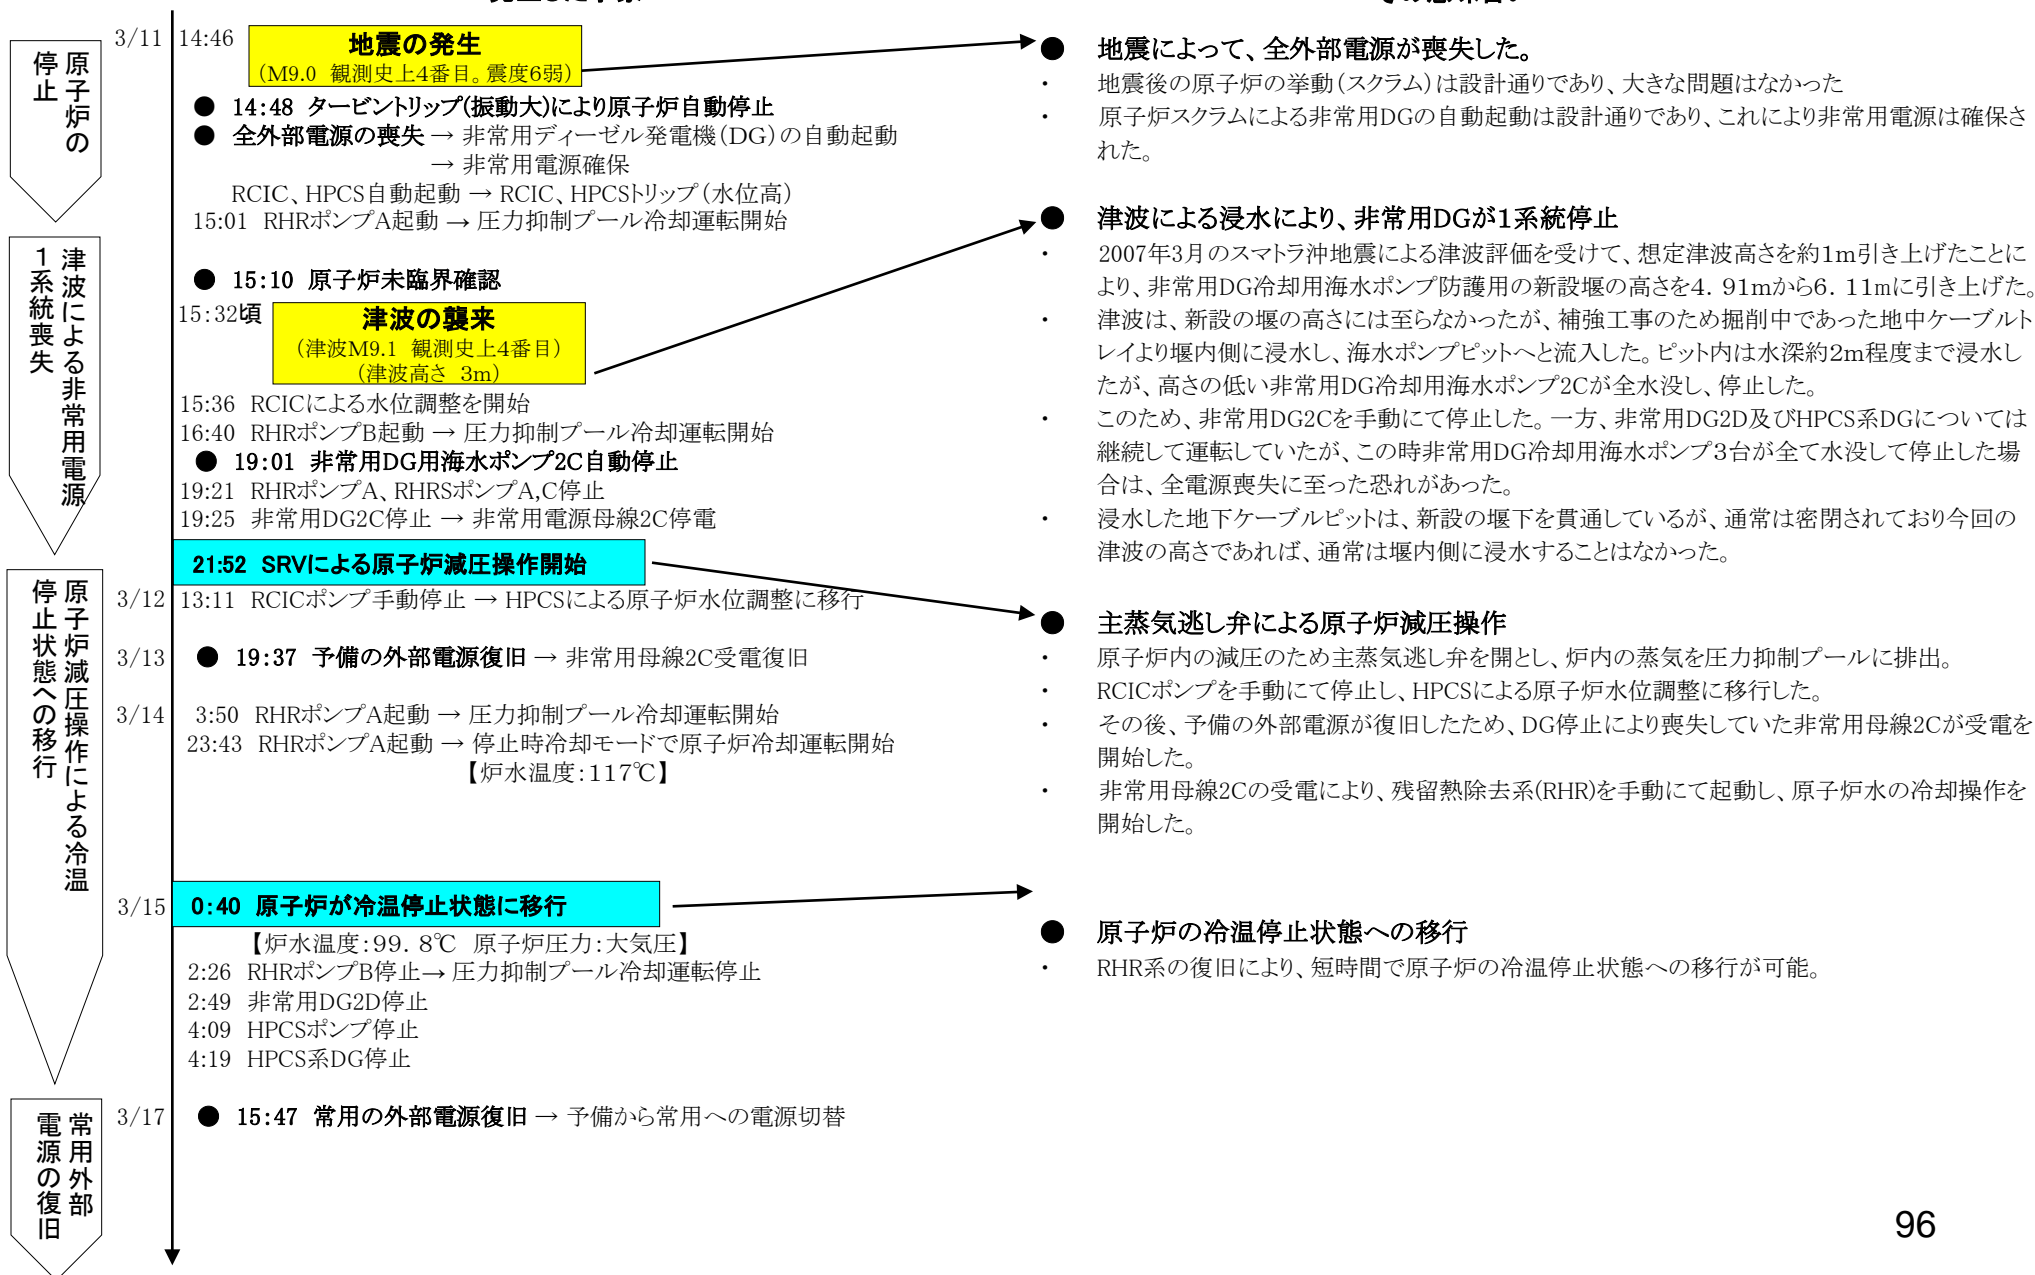 原子炉の
停止
3/11 14:46
地震の発生
(M9.0 観測史上4番目。震度6弱)
● 14:48 タービントリップ(振動大)により原子炉自動停止
● 全外部電源の喪失 → 非常用ディーゼル発電機(DG)の自動起動
→ 非常用電源確保
RCIC、HPCS自動起動 → RCIC、HPCSトリップ(水位高)
15:01 RHRポンプA起動 → 圧力抑制プール冷却運転開始
津波による非常用電源
1系統喪失
● 15:10 原子炉未臨界確認
15:32頃
津波の襲来
(津波M9.1 観測史上4番目)
(津波高さ 3m)
15:36 RCICによる水位調整を開始
16:40 RHRポンプB起動 → 圧力抑制プール冷却運転開始
● 19:01 非常用DG用海水ポンプ2C自動停止
19:21 RHRポンプA、RHRSポンプA,C停止
19:25 非常用DG2C停止 → 非常用電源母線2C停電
原子炉減圧操作による冷温
停止状態への移行
21:52 SRVによる原子炉減圧操作開始
3/12 13:11 RCICポンプ手動停止 → HPCSによる原子炉水位調整に移行
3/13 ● 19:37 予備の外部電源復旧 → 非常用母線2C受電復旧
3/14 3:50 RHRポンプA起動 → 圧力抑制プール冷却運転開始
23:43 RHRポンプA起動 → 停止時冷却モードで原子炉冷却運転開始
【炉水温度:117℃】
3/15 0:40 原子炉が冷温停止状態に移行
【炉水温度:99.8℃ 原子炉圧力:大気圧】
2:26 RHRポンプB停止→ 圧力抑制プール冷却運転停止
2:49 非常用DG2D停止
4:09 HPCSポンプ停止
4:19 HPCS系DG停止
常用外部
電源の復旧
3/17 ● 15:47 常用の外部電源復旧 → 予備から常用への電源切替
● 地震によって、全外部電源が喪失した。
・ 地震後の原子炉の挙動(スクラム)は設計通りであり、大きな問題はなかった
・ 原子炉スクラムによる非常用DGの自動起動は設計通りであり、これにより非常用電源は確保さ
れた。
● 津波による浸水により、非常用DGが1系統停止
・ 2007年3月のスマトラ沖地震による津波評価を受けて、想定津波高さを約1m引き上げたことに
より、非常用DG冷却用海水ポンプ防護用の新設堰の高さを4.91mから6.11mに引き上げた。
・ 津波は、新設の堰の高さには至らなかったが、補強工事のため掘削中であった地中ケーブルト
レイより堰内側に浸水し、海水ポンプピットへと流入した。ピット内は水深約2m程度まで浸水し
たが、高さの低い非常用DG冷却用海水ポンプ2Cが全水没し、停止した。
・ このため、非常用DG2Cを手動にて停止した。一方、非常用DG2D及びHPCS系DGについては
継続して運転していたが、この時非常用DG冷却用海水ポンプ3台が全て水没して停止した場
合は、全電源喪失に至った恐れがあった。
・ 浸水した地下ケーブルピットは、新設の堰下を貫通しているが、通常は密閉されており今回の
津波の高さであれば、通常は堰内側に浸水することはなかった。
● 主蒸気逃し弁による原子炉減圧操作
・ 原子炉内の減圧のため主蒸気逃し弁を開とし、炉内の蒸気を圧力抑制プールに排出。
・ RCICポンプを手動にて停止し、HPCSによる原子炉水位調整に移行した。
・ その後、予備の外部電源が復旧したため、DG停止により喪失していた非常用母線2Cが受電を
開始した。
・ 非常用母線2Cの受電により、残留熱除去系(RHR)を手動にて起動し、原子炉水の冷却操作を
開始した。
● 原子炉の冷温停止状態への移行
・ RHR系の復旧により、短時間で原子炉の冷温停止状態への移行が可能。
96